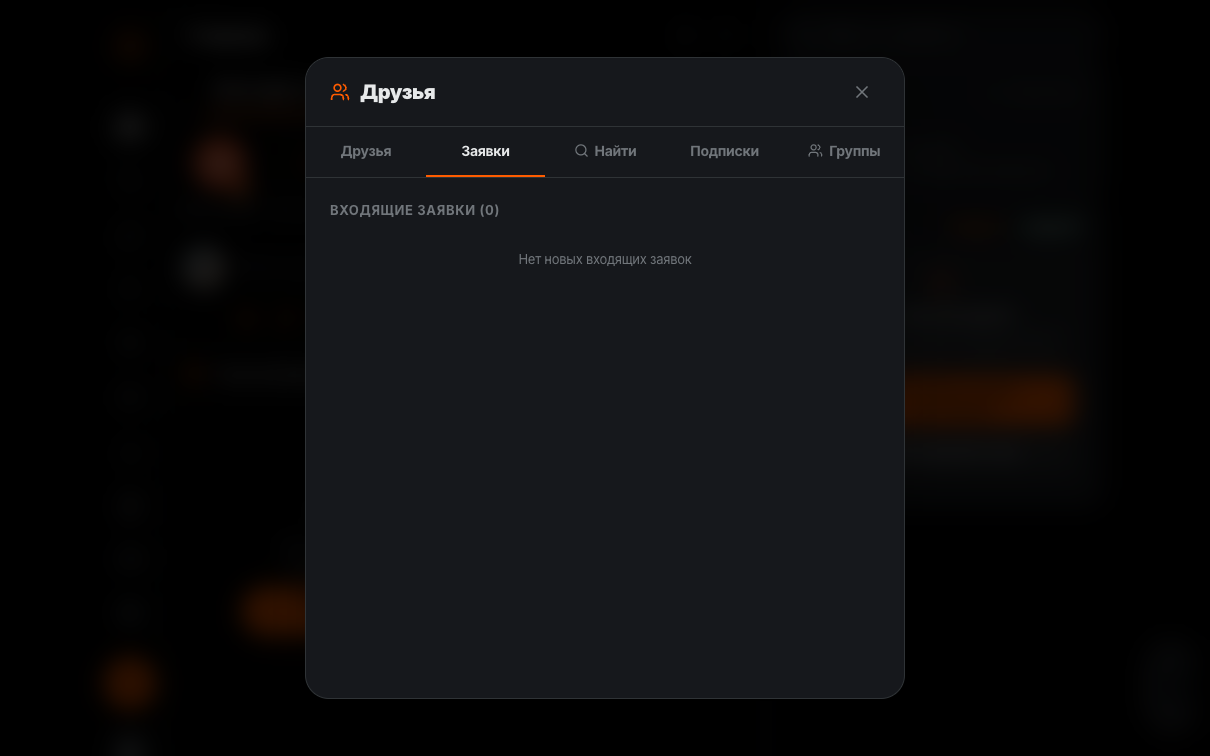 Друзья
Друзья
Заявки
Найти
Подписки
Группы
ВХОДЯЩИЕ ЗАЯВКИ (0)
Нет новых входящих заявок